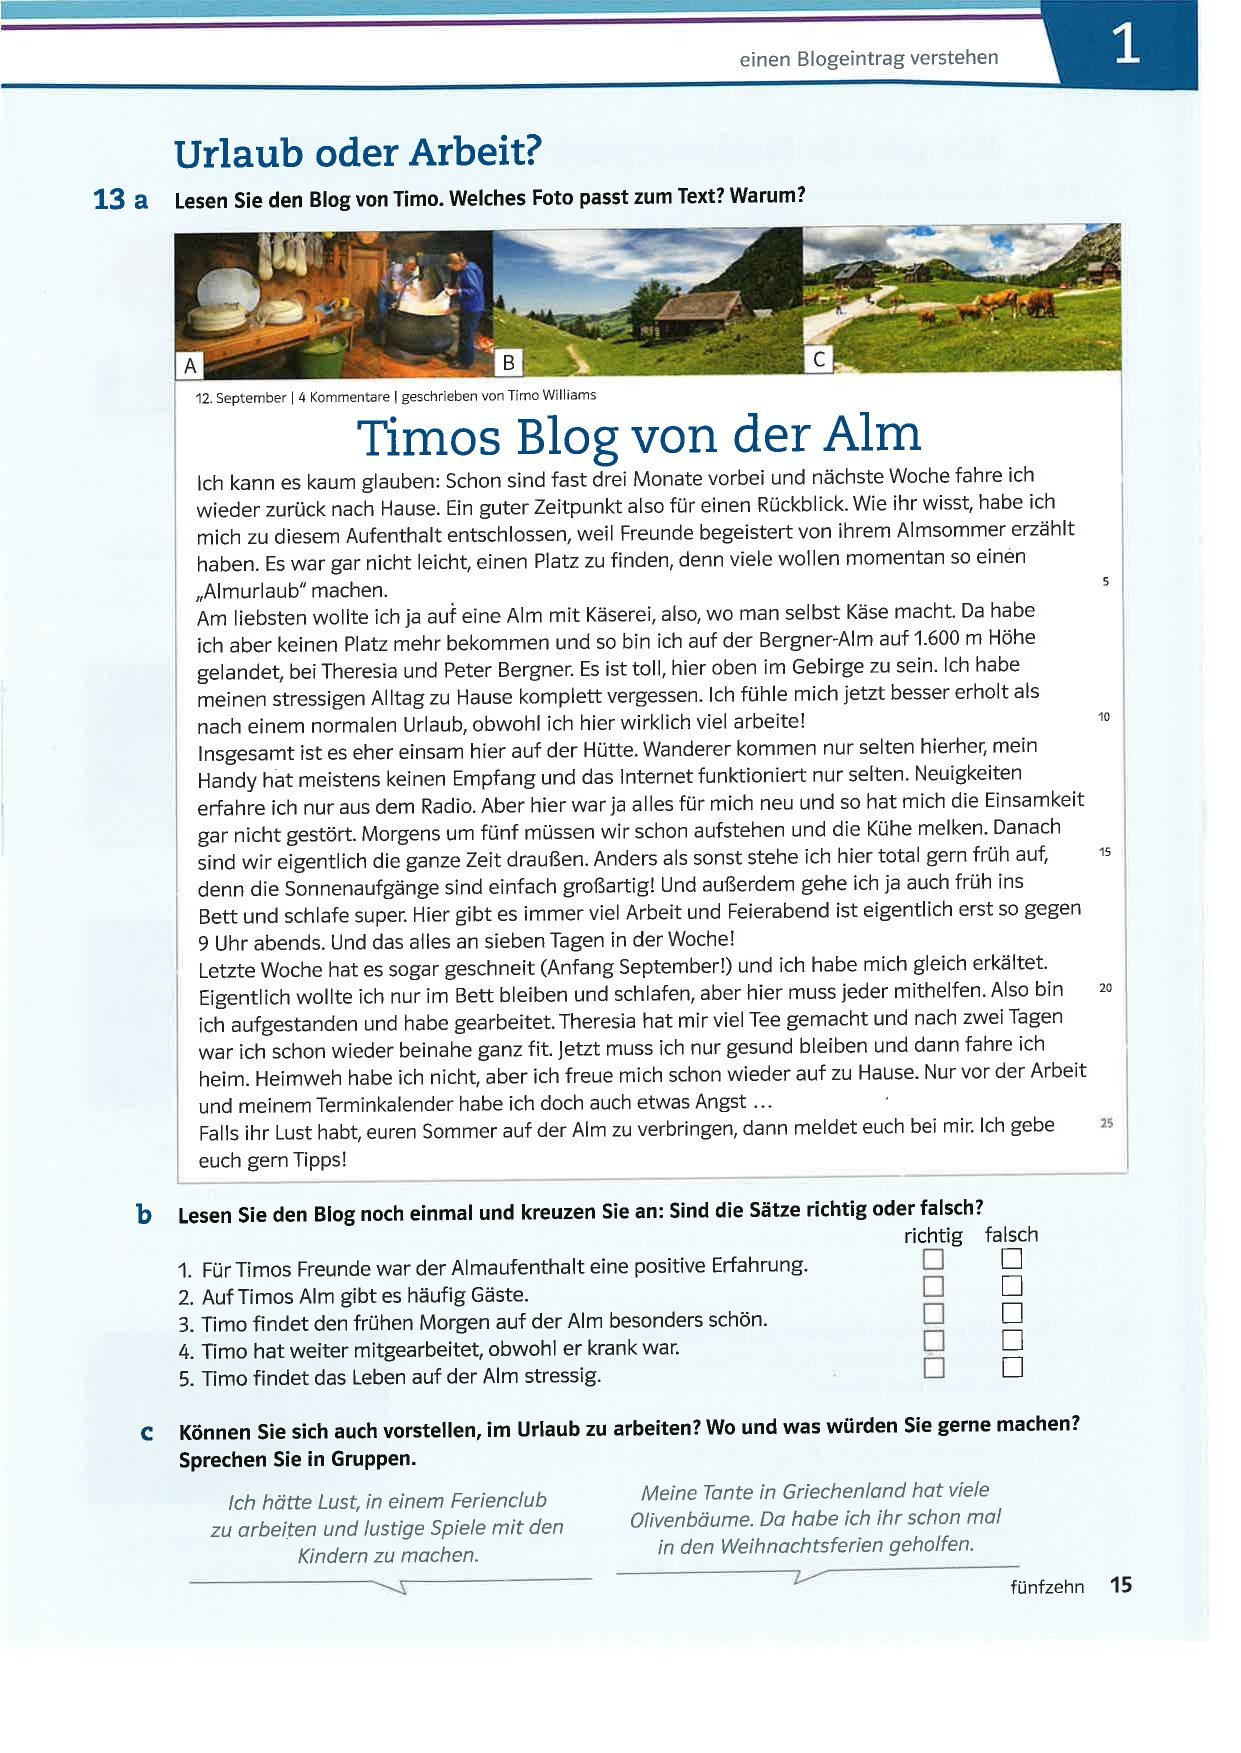 einen Blogeintrag verstehen
1
Urlaub oder Arbeit?
13 a Lesen Sie den Blog von Timo. Welches Foto passt zum Text? Warum?
A
B
C
12. September | 4 Kommentare | geschrieben von Timo Williams
Timos Blog von der Alm
Ich kann es kaum glauben: Schon sind fast drei Monate vorbei und nächste Woche fahre ich
wieder zurück nach Hause. Ein guter Zeitpunkt also für einen Rückblick. Wie ihr wisst, habe ich
mich zu diesem Aufenthalt entschlossen, weil Freunde begeistert von ihrem Almsommer erzählt
haben. Es war gar nicht leicht, einen Platz zu finden, denn viele wollen momentan so einen
„Almurlaub“ machen. 5
Am liebsten wollte ich ja auf eine Alm mit Käserei, also, wo man selbst Käse macht. Da habe
ich aber keinen Platz mehr bekommen und so bin ich auf der Bergner-Alm auf 1.600 m Höhe
gelandet, bei Theresia und Peter Bergner. Es ist toll, hier oben im Gebirge zu sein. Ich habe
meinen stressigen Alltag zu Hause komplett vergessen. Ich fühle mich jetzt besser erholt als
nach einem normalen Urlaub, obwohl ich hier wirklich viel arbeite! 10
Insgesamt ist es eher einsam hier auf der Hütte. Wanderer kommen nur selten hierher, mein
Handy hat meistens keinen Empfang und das Internet funktioniert nur selten. Neuigkeiten
erfahre ich nur aus dem Radio. Aber hier war ja alles für mich neu und so hat mich die Einsamkeit
gar nicht gestört. Morgens um fünf müssen wir schon aufstehen und die Kühe melken. Danach
sind wir eigentlich die ganze Zeit draußen. Anders als sonst stehe ich hier total gern früh auf, 15
denn die Sonnenaufgänge sind einfach großartig! Und außerdem gehe ich ja auch früh ins
Bett und schlafe super. Hier gibt es immer viel Arbeit und Feierabend ist eigentlich erst so gegen
9 Uhr abends. Und das alles an sieben Tagen in der Woche!
Letzte Woche hat es sogar geschneit (Anfang September!) und ich habe mich gleich erkältet.
Eigentlich wollte ich nur im Bett bleiben und schlafen, aber hier muss jeder mithelfen. Also bin 20
ich aufgestanden und habe gearbeitet. Theresia hat mir viel Tee gemacht und nach zwei Tagen
war ich schon wieder beinahe ganz fit. Jetzt muss ich nur gesund bleiben und dann fahre ich
heim. Heimweh habe ich nicht, aber ich freue mich schon wieder auf zu Hause. Nur vor der Arbeit
und meinem Terminkalender habe ich doch auch etwas Angst ...
Falls ihr Lust habt, euren Sommer auf der Alm zu verbringen, dann meldet euch bei mir. Ich gebe 25
euch gern Tipps!
b Lesen Sie den Blog noch einmal und kreuzen Sie an: Sind die Sätze richtig oder falsch?
richtig falsch
1. Für Timos Freunde war der Almaufenthalt eine positive Erfahrung.
2. Auf Timos Alm gibt es häufig Gäste.
3. Timo findet den frühen Morgen auf der Alm besonders schön.
4. Timo hat weiter mitgearbeitet, obwohl er krank war.
5. Timo findet das Leben auf der Alm stressig.
c Können Sie sich auch vorstellen, im Urlaub zu arbeiten? Wo und was würden Sie gerne machen?
Sprechen Sie in Gruppen.
Ich hätte Lust, in einem Ferienclub
zu arbeiten und lustige Spiele mit den
Kindern zu machen.
Meine Tante in Griechenland hat viele
Olivenbäume. Da habe ich ihr schon mal
in den Weihnachtsferien geholfen.
fünfzehn 15